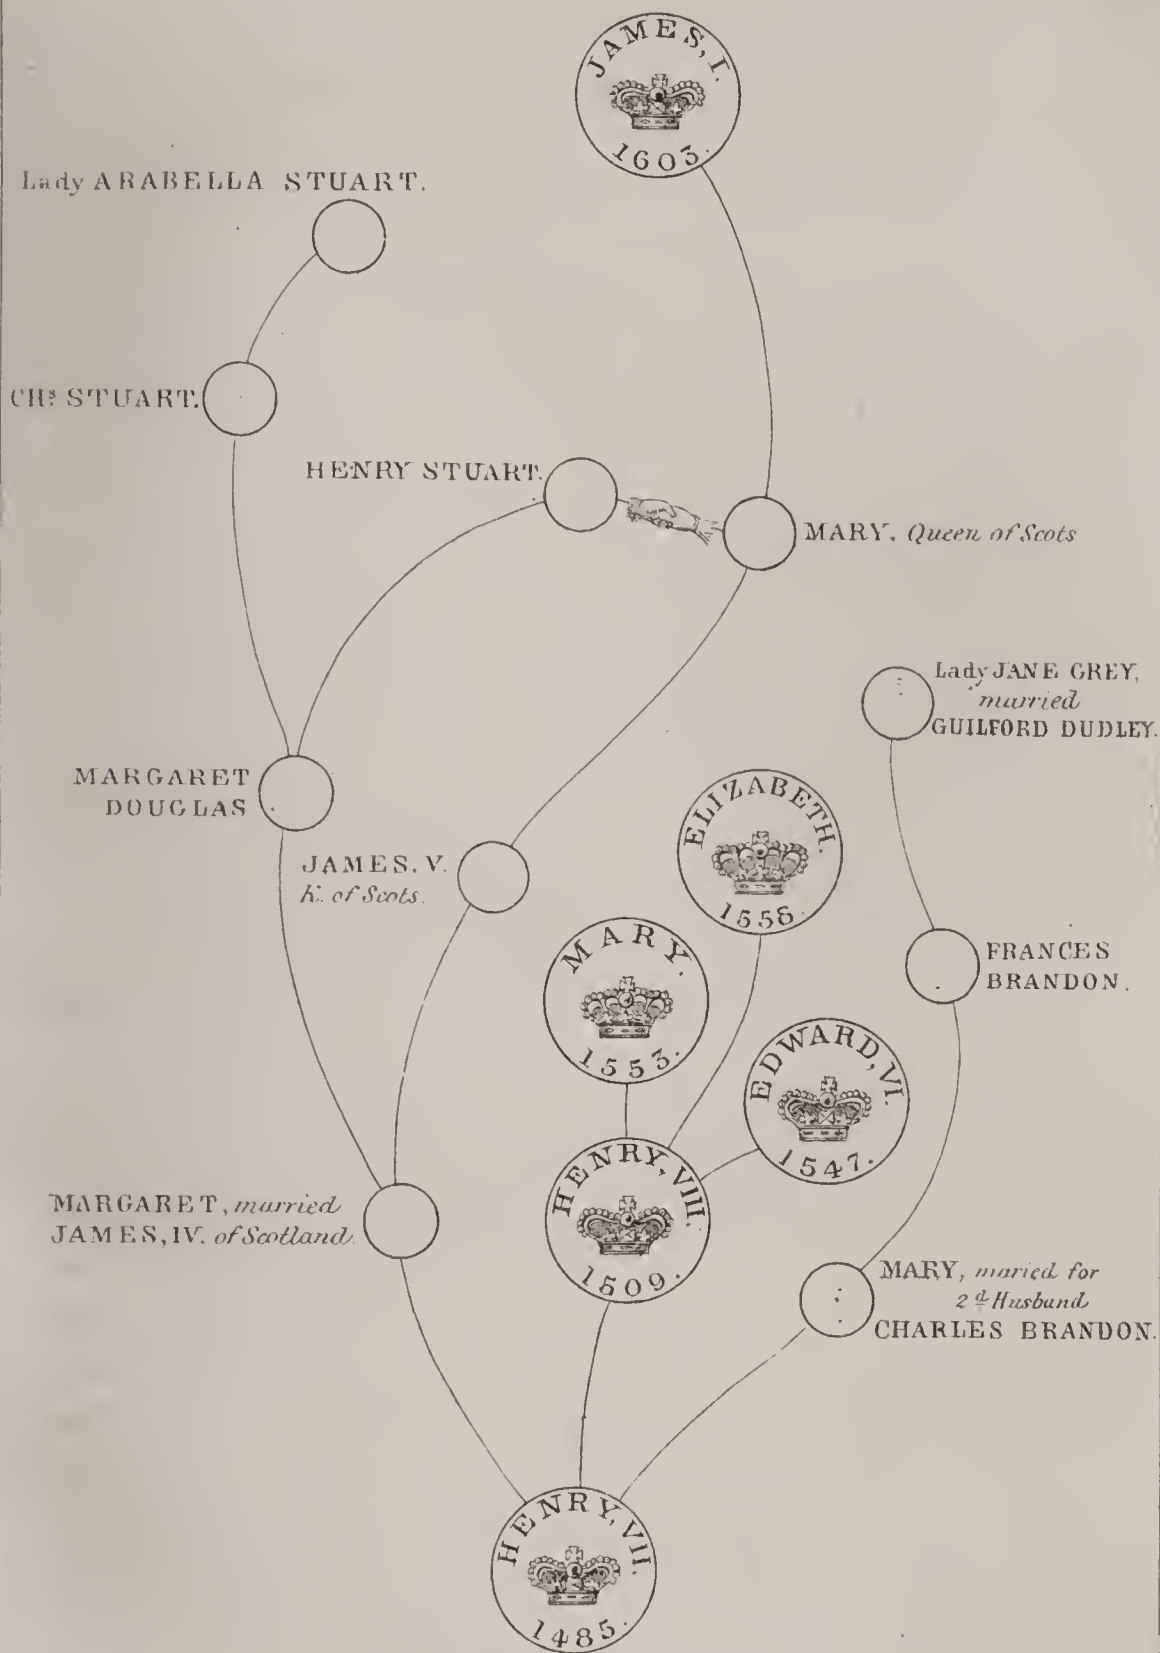 JAMES, I.
1603.
Lady ARABELLA STUART.
CHs STUART.
HENRY STUART.
MARY, Queen of Scots
Lady JANE GREY,
married
GUILFORD DUDLEY.
MARGARET
DOUGLAS
ELIZABETH.
1558.
JAMES, V.
K. of Scots.
MARY.
1553.
FRANCES
BRANDON.
EDWARD, VI.
1547.
HENRY, VIII.
1509.
MARGARET, married
JAMES, IV. of Scotland.
MARY, maried for
2d Husband
CHARLES BRANDON.
HENRY, VII.
1485.